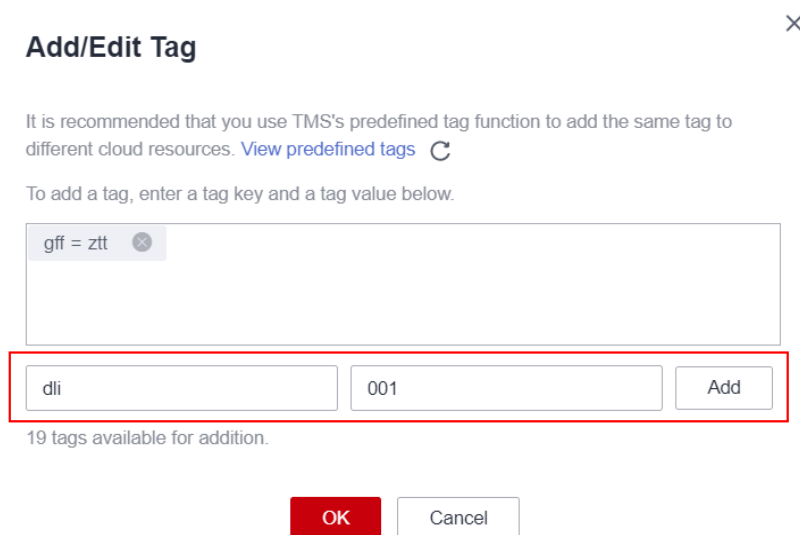 Add/Edit Tag
It is recommended that you use TMS's predefined tag function to add the same tag to
different cloud resources. View predefined tags
To add a tag, enter a tag key and a tag value below.
gff = ztt
dli 001 Add
19 tags available for addition.
OK Cancel